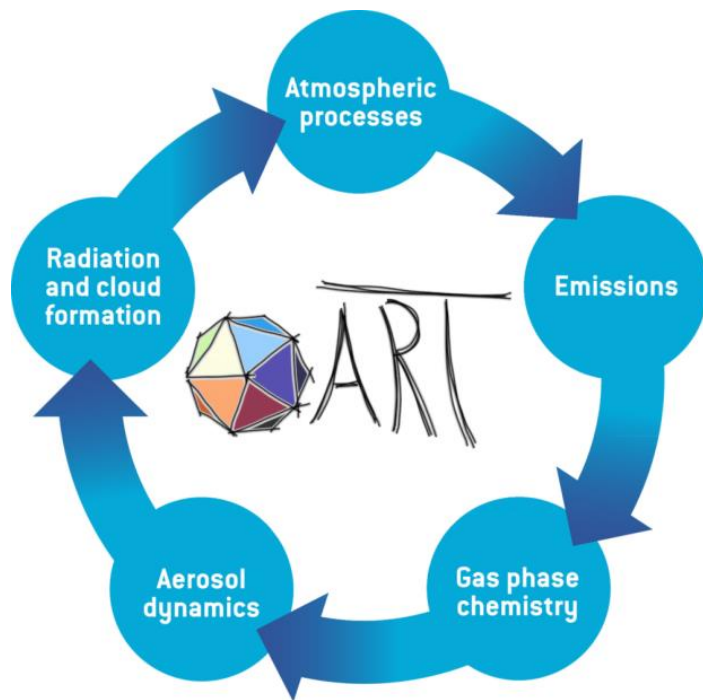 Atmospheric
processes
Emissions
Gas phase
chemistry
Aerosol
dynamics
Radiation
and cloud
formation
ART